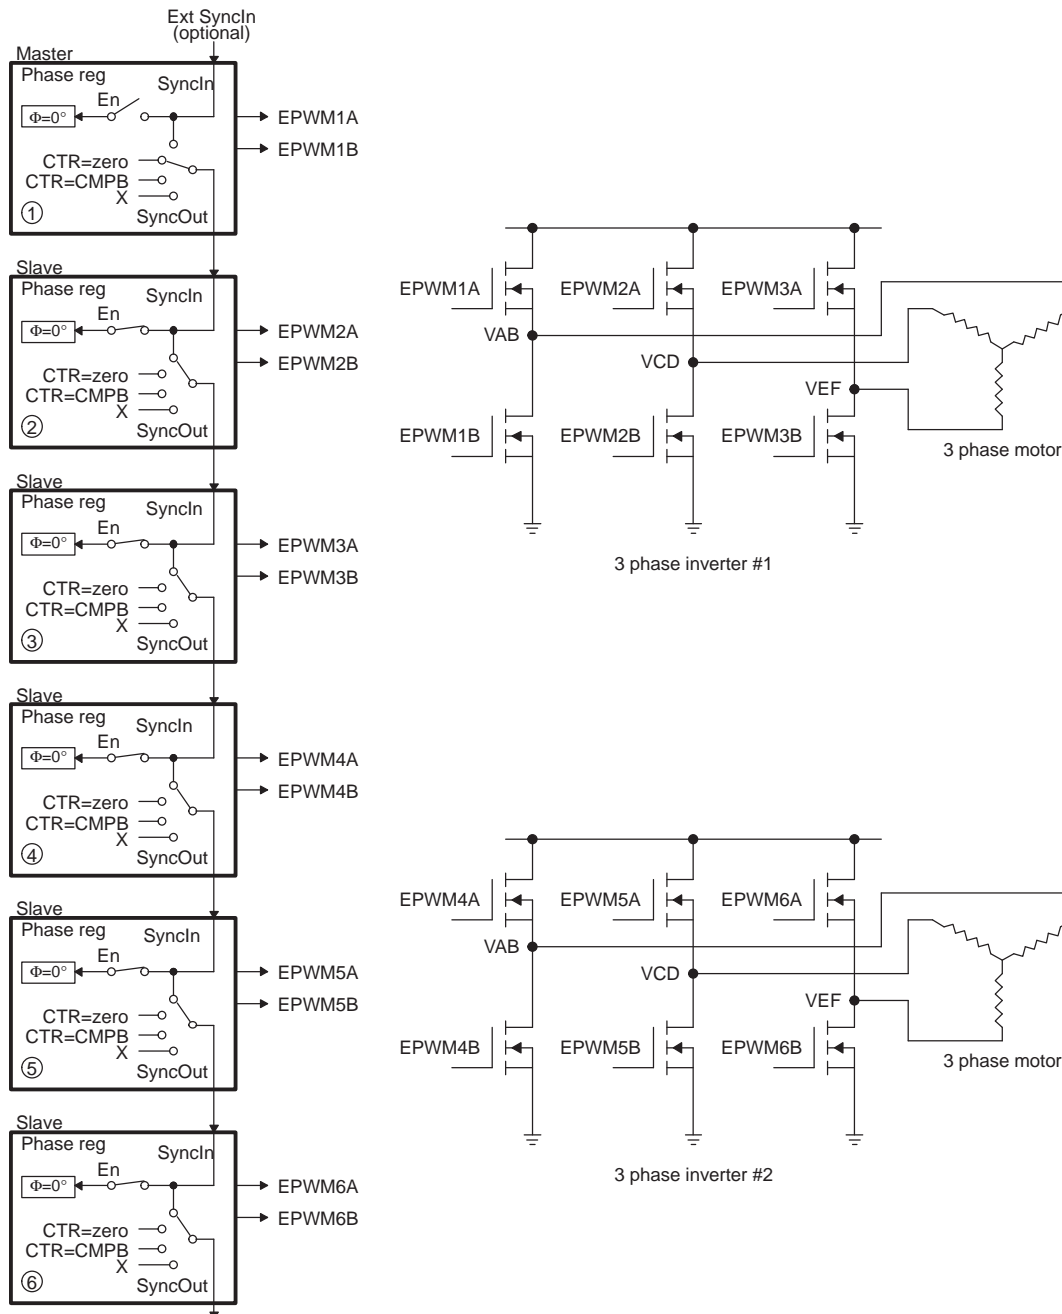 Ext SyncIn
(optional)
Master
Phase reg
SyncIn
En
Φ=0°
EPWM1A
EPWM1B
CTR=zero
CTR=CMPB
X
1
SyncOut
Slave
Phase reg
SyncIn
En
Φ=0°
EPWM2A
EPWM2B
CTR=zero
CTR=CMPB
X
2
SyncOut
Slave
Phase reg
SyncIn
En
Φ=0°
EPWM3A
EPWM3B
CTR=zero
CTR=CMPB
X
3
SyncOut
Slave
Phase reg
SyncIn
En
Φ=0°
EPWM4A
EPWM4B
CTR=zero
CTR=CMPB
X
4
SyncOut
Slave
Phase reg
SyncIn
En
Φ=0°
EPWM5A
EPWM5B
CTR=zero
CTR=CMPB
X
5
SyncOut
Slave
Phase reg
SyncIn
En
Φ=0°
EPWM6A
EPWM6B
CTR=zero
CTR=CMPB
X
6
SyncOut
EPWM1A
EPWM2A
EPWM3A
VAB
VCD
VEF
EPWM1B
EPWM2B
EPWM3B
3 phase motor
3 phase inverter #1
EPWM4A
EPWM5A
EPWM6A
VAB
VCD
VEF
EPWM4B
EPWM5B
EPWM6B
3 phase motor
3 phase inverter #2